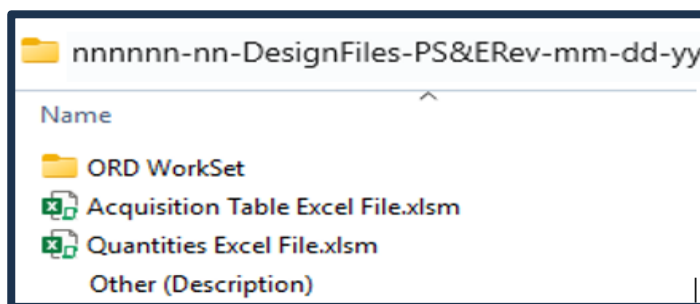 nnnnnn-nn-DesignFiles-PS&ERev-mm-dd-yy
Name
ORD WorkSet
Acquisition Table Excel File.xlsm
Quantities Excel File.xlsm
Other (Description)